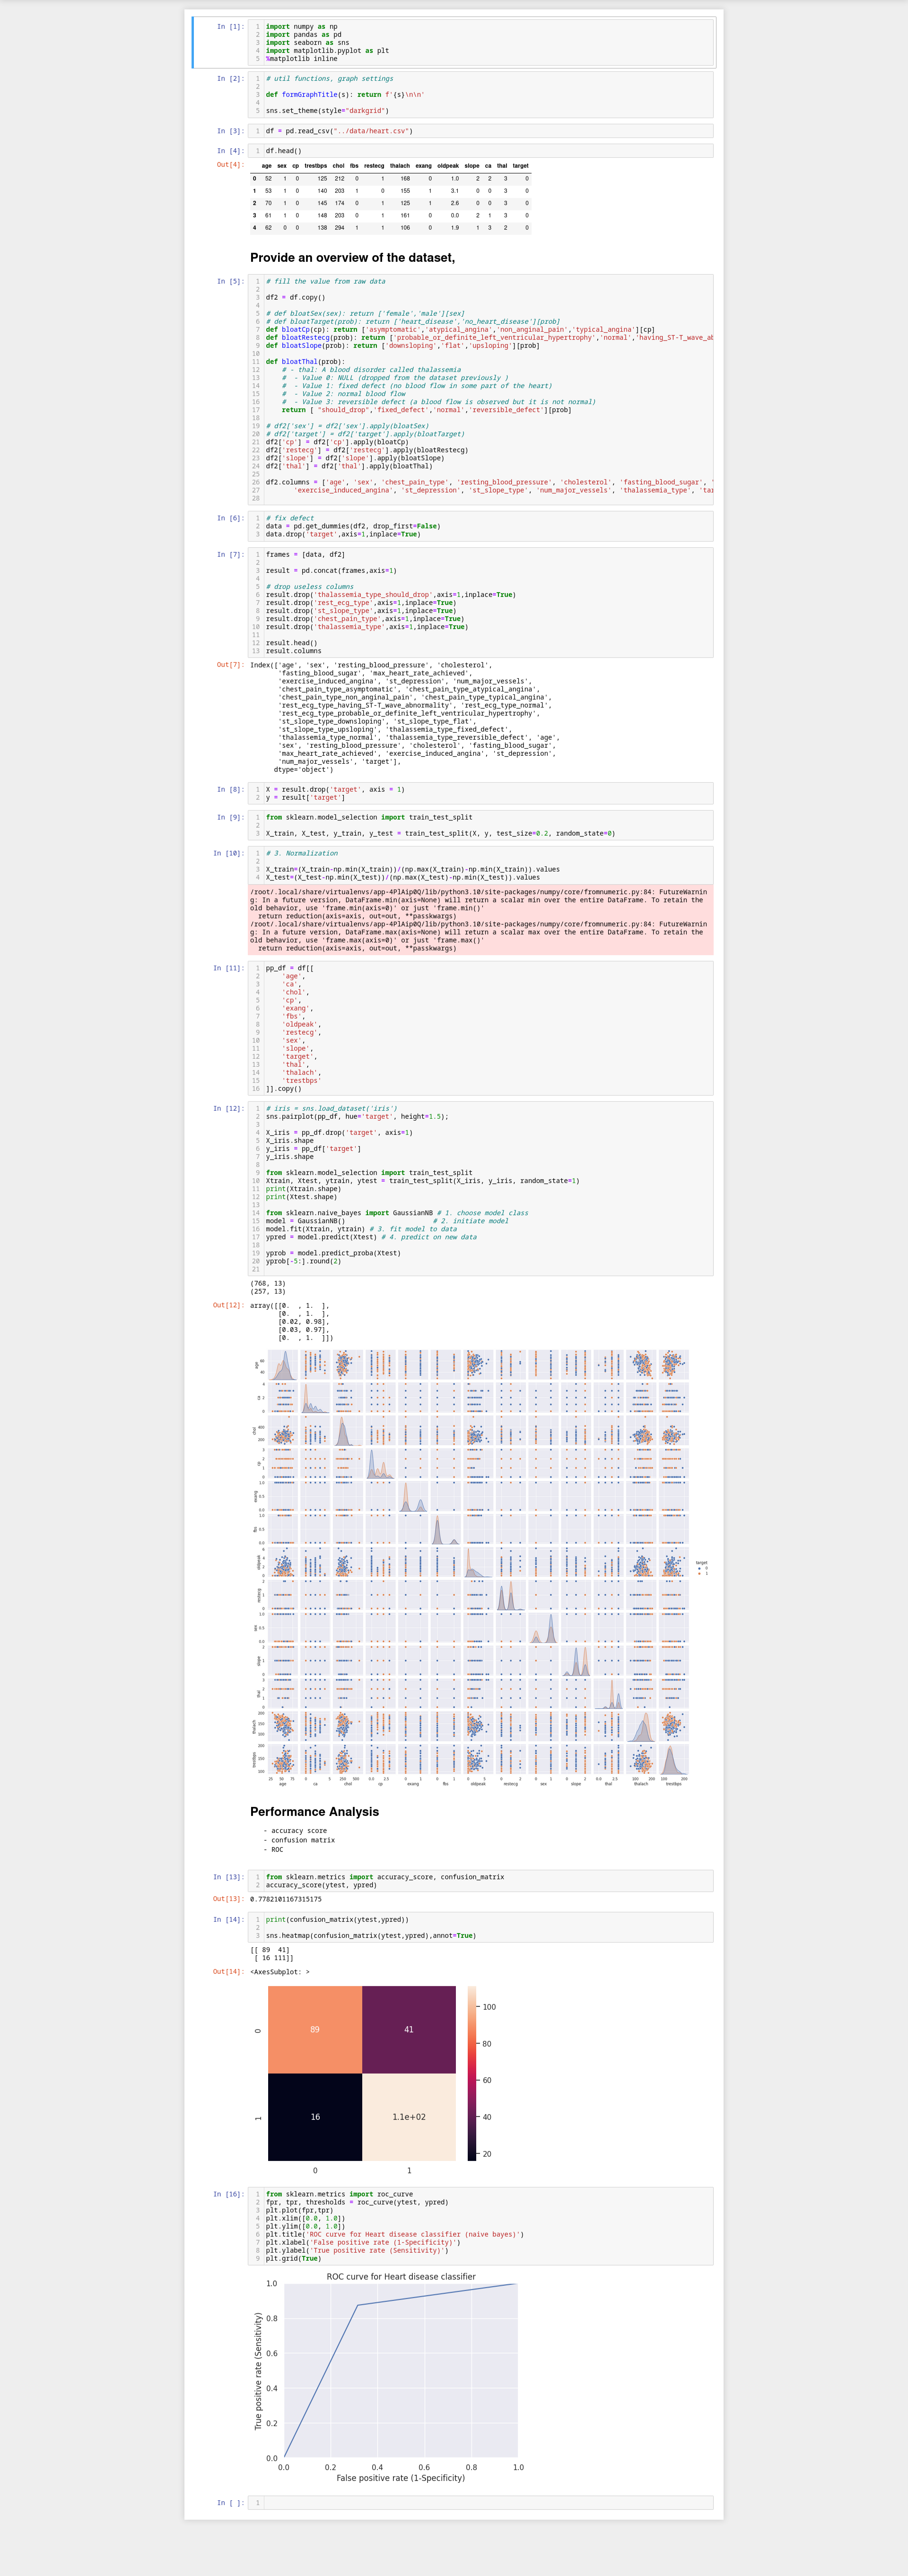 In [1]:
1 import numpy as np
2 import pandas as pd
3 import seaborn as sns
4 import matplotlib.pyplot as plt
5 %matplotlib inline
In [2]:
1 # util functions, graph settings
2
3 def formGraphTitle(s): return f'{s}\n\n'
4
5 sns.set_theme(style="darkgrid")
In [3]:
1 df = pd.read_csv("../data/heart.csv")
In [4]:
1 df.head()
Out[4]:
age sex cp trestbps chol fbs restecg thalach exang oldpeak slope ca thal target
0 52 1 0 125 212 0 1 168 0 1.0 2 2 3 0
1 53 1 0 140 203 1 0 155 1 3.1 0 0 3 0
2 70 1 0 145 174 0 1 125 1 2.6 0 0 3 0
3 61 1 0 148 203 0 1 161 0 0.0 2 1 3 0
4 62 0 0 138 294 1 1 106 0 1.9 1 3 2 0
Provide an overview of the dataset,
In [5]:
1 # fill the value from raw data
2
3 df2 = df.copy()
4
5 # def bloatSex(sex): return ['female','male'][sex]
6 # def bloatTarget(prob): return ['heart_disease','no_heart_disease'][prob]
7 def bloatCp(cp): return ['asymptomatic','atypical_angina','non_anginal_pain','typical_angina'][cp]
8 def bloatRestecg(prob): return ['probable_or_definite_left_ventricular_hypertrophy','normal','having_ST-T_wave_ab
9 def bloatSlope(prob): return ['downsloping','flat','upsloping'][prob]
10
11 def bloatThal(prob):
12 # - thal: A blood disorder called thalassemia
13 # - Value 0: NULL (dropped from the dataset previously )
14 # - Value 1: fixed defect (no blood flow in some part of the heart)
15 # - Value 2: normal blood flow
16 # - Value 3: reversible defect (a blood flow is observed but it is not normal)
17 return [ "should_drop",'fixed_defect','normal','reversible_defect'][prob]
18
19 # df2['sex'] = df2['sex'].apply(bloatSex)
20 # df2['target'] = df2['target'].apply(bloatTarget)
21 df2['cp'] = df2['cp'].apply(bloatCp)
22 df2['restecg'] = df2['restecg'].apply(bloatRestecg)
23 df2['slope'] = df2['slope'].apply(bloatSlope)
24 df2['thal'] = df2['thal'].apply(bloatThal)
25
26 df2.columns = ['age', 'sex', 'chest_pain_type', 'resting_blood_pressure', 'cholesterol', 'fasting_blood_sugar', '
27 'exercise_induced_angina', 'st_depression', 'st_slope_type', 'num_major_vessels', 'thalassemia_type', 'tar
28
In [6]:
1 # fix defect
2 data = pd.get_dummies(df2, drop_first=False)
3 data.drop('target',axis=1,inplace=True)
In [7]:
1 frames = [data, df2]
2
3 result = pd.concat(frames,axis=1)
4
5 # drop useless columns
6 result.drop('thalassemia_type_should_drop',axis=1,inplace=True)
7 result.drop('rest_ecg_type',axis=1,inplace=True)
8 result.drop('st_slope_type',axis=1,inplace=True)
9 result.drop('chest_pain_type',axis=1,inplace=True)
10 result.drop('thalassemia_type',axis=1,inplace=True)
11
12 result.head()
13 result.columns
Out[7]:
Index(['age', 'sex', 'resting_blood_pressure', 'cholesterol',
'fasting_blood_sugar', 'max_heart_rate_achieved',
'exercise_induced_angina', 'st_depression', 'num_major_vessels',
'chest_pain_type_asymptomatic', 'chest_pain_type_atypical_angina',
'chest_pain_type_non_anginal_pain', 'chest_pain_type_typical_angina',
'rest_ecg_type_having_ST-T_wave_abnormality', 'rest_ecg_type_normal',
'rest_ecg_type_probable_or_definite_left_ventricular_hypertrophy',
'st_slope_type_downsloping', 'st_slope_type_flat',
'st_slope_type_upsloping', 'thalassemia_type_fixed_defect',
'thalassemia_type_normal', 'thalassemia_type_reversible_defect', 'age',
'sex', 'resting_blood_pressure', 'cholesterol', 'fasting_blood_sugar',
'max_heart_rate_achieved', 'exercise_induced_angina', 'st_depression',
'num_major_vessels', 'target'],
dtype='object')
In [8]:
1 X = result.drop('target', axis = 1)
2 y = result['target']
In [9]:
1 from sklearn.model_selection import train_test_split
2
3 X_train, X_test, y_train, y_test = train_test_split(X, y, test_size=0.2, random_state=0)
In [10]:
1 # 3. Normalization
2
3 X_train=(X_train-np.min(X_train))/(np.max(X_train)-np.min(X_train)).values
4 X_test=(X_test-np.min(X_test))/(np.max(X_test)-np.min(X_test)).values
/root/.local/share/virtualenvs/app-4PlAip0Q/lib/python3.10/site-packages/numpy/core/fromnumeric.py:84: FutureWarnin
g: In a future version, DataFrame.min(axis=None) will return a scalar min over the entire DataFrame. To retain the
old behavior, use 'frame.min(axis=0)' or just 'frame.min()'
return reduction(axis=axis, out=out, **passkwargs)
/root/.local/share/virtualenvs/app-4PlAip0Q/lib/python3.10/site-packages/numpy/core/fromnumeric.py:84: FutureWarnin
g: In a future version, DataFrame.max(axis=None) will return a scalar max over the entire DataFrame. To retain the
old behavior, use 'frame.max(axis=0)' or just 'frame.max()'
return reduction(axis=axis, out=out, **passkwargs)
In [11]:
1 pp_df = df[[
2 'age',
3 'ca',
4 'chol',
5 'cp',
6 'exang',
7 'fbs',
8 'oldpeak',
9 'restecg',
10 'sex',
11 'slope',
12 'target',
13 'thal',
14 'thalach',
15 'trestbps'
16 ]].copy()
In [12]:
1 # iris = sns.load_dataset('iris')
2 sns.pairplot(pp_df, hue='target', height=1.5);
3
4 X_iris = pp_df.drop('target', axis=1)
5 X_iris.shape
6 y_iris = pp_df['target']
7 y_iris.shape
8
9 from sklearn.model_selection import train_test_split
10 Xtrain, Xtest, ytrain, ytest = train_test_split(X_iris, y_iris, random_state=1)
11 print(Xtrain.shape)
12 print(Xtest.shape)
13
14 from sklearn.naive_bayes import GaussianNB # 1. choose model class
15 model = GaussianNB() # 2. initiate model
16 model.fit(Xtrain, ytrain) # 3. fit model to data
17 ypred = model.predict(Xtest) # 4. predict on new data
18
19 yprob = model.predict_proba(Xtest)
20 yprob[-5:].round(2)
21
(768, 13)
(257, 13)
Out[12]:
array([[0. , 1. ],
[0. , 1. ],
[0.02, 0.98],
[0.03, 0.97],
[0. , 1. ]])
age
ca
chol
cp
exang
fbs
oldpeak
restecg
sex
slope
thal
thalach
trestbps
target
0
1
age ca chol cp exang fbs oldpeak restecg sex slope thal thalach trestbps
Performance Analysis
- accuracy score
- confusion matrix
- ROC
In [13]:
1 from sklearn.metrics import accuracy_score, confusion_matrix
2 accuracy_score(ytest, ypred)
Out[13]: 0.7782101167315175
In [14]:
1 print(confusion_matrix(ytest,ypred))
2
3 sns.heatmap(confusion_matrix(ytest,ypred),annot=True)
[[ 89 41]
[ 16 111]]
Out[14]: <AxesSubplot: >
0
89 41
1
16 1.1e+02
0 1
100
80
60
40
20
In [16]:
1 from sklearn.metrics import roc_curve
2 fpr, tpr, thresholds = roc_curve(ytest, ypred)
3 plt.plot(fpr,tpr)
4 plt.xlim([0.0, 1.0])
5 plt.ylim([0.0, 1.0])
6 plt.title('ROC curve for Heart disease classifier (naive bayes)')
7 plt.xlabel('False positive rate (1-Specificity)')
8 plt.ylabel('True positive rate (Sensitivity)')
9 plt.grid(True)
ROC curve for Heart disease classifier
True positive rate (Sensitivity)
1.0
0.8
0.6
0.4
0.2
0.0
0.0 0.2 0.4 0.6 0.8 1.0
False positive rate (1-Specificity)
In [ ]:
1